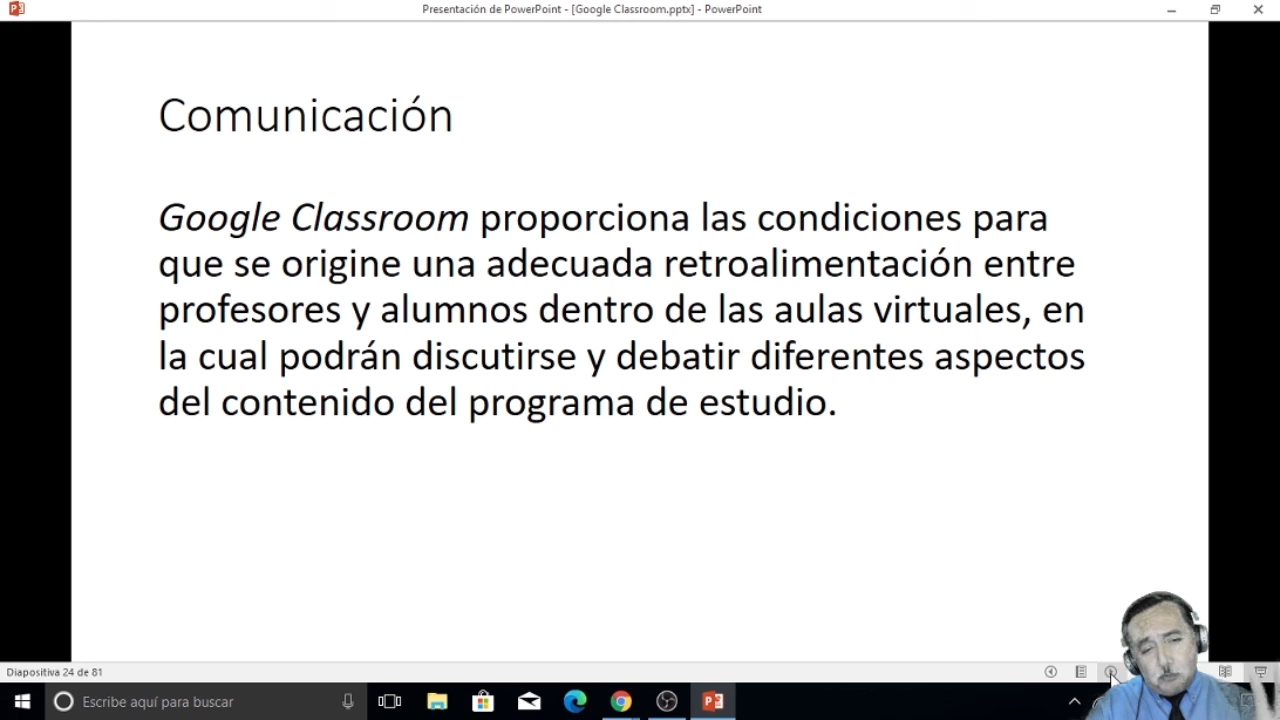 Presentación de PowerPoint - [Google Classroom.pptx] - PowerPoint
Comunicación
Google Classroom proporciona las condiciones para
que se origine una adecuada retroalimentación entre
profesores y alumnos dentro de las aulas virtuales, en
la cual podrán discutirse y debatir diferentes aspectos
del contenido del programa de estudio.
Diapositiva 24 de 81
Escribe aquí para buscar